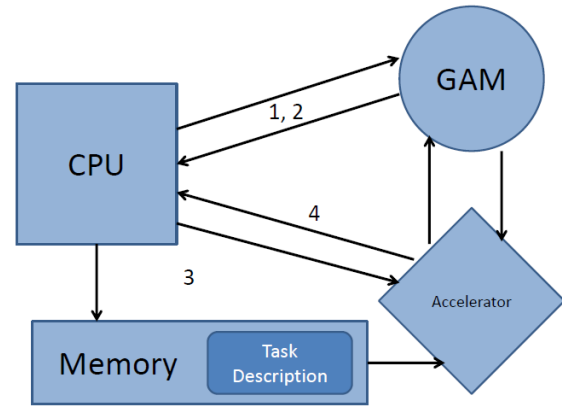 GAM
1, 2
CPU
4
3
Accelerator
Memory
Task
Description